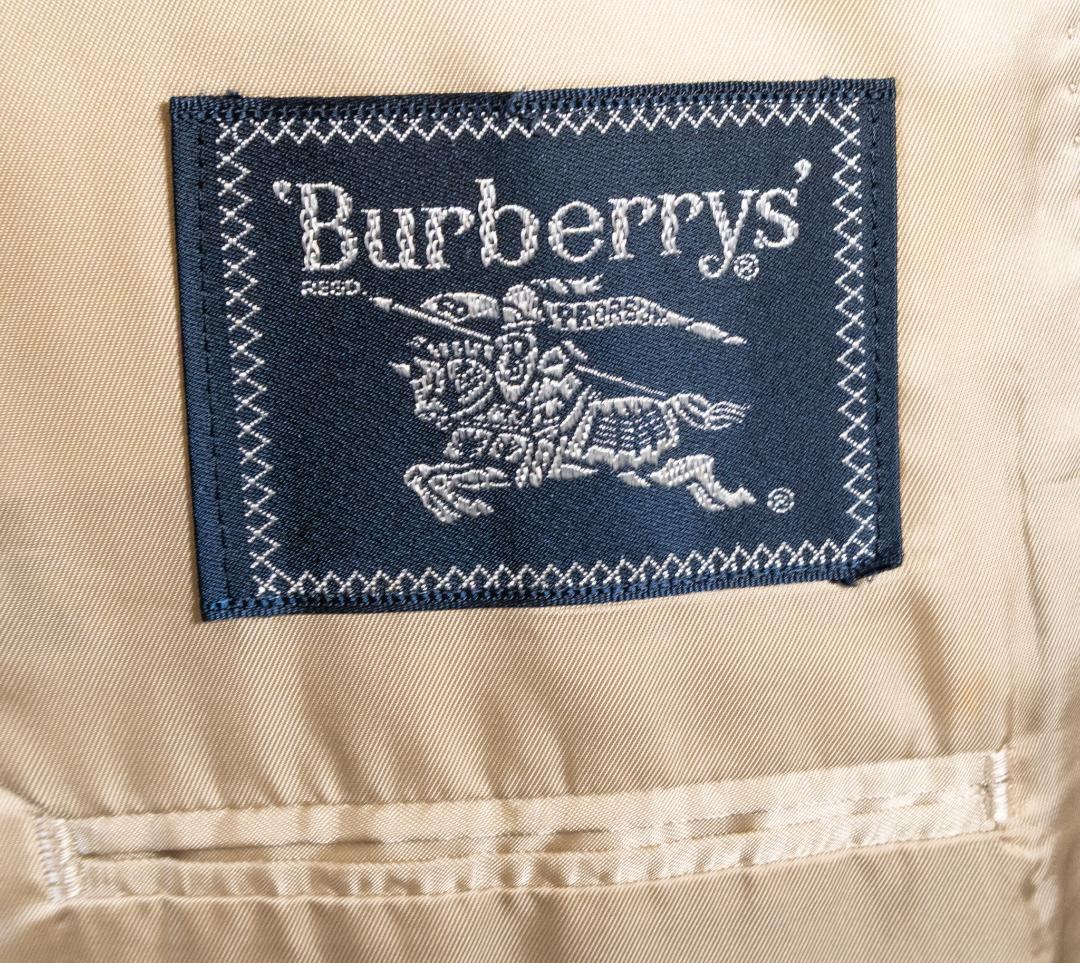 'Burberrys' ®
REGD.
PRORSUM
®